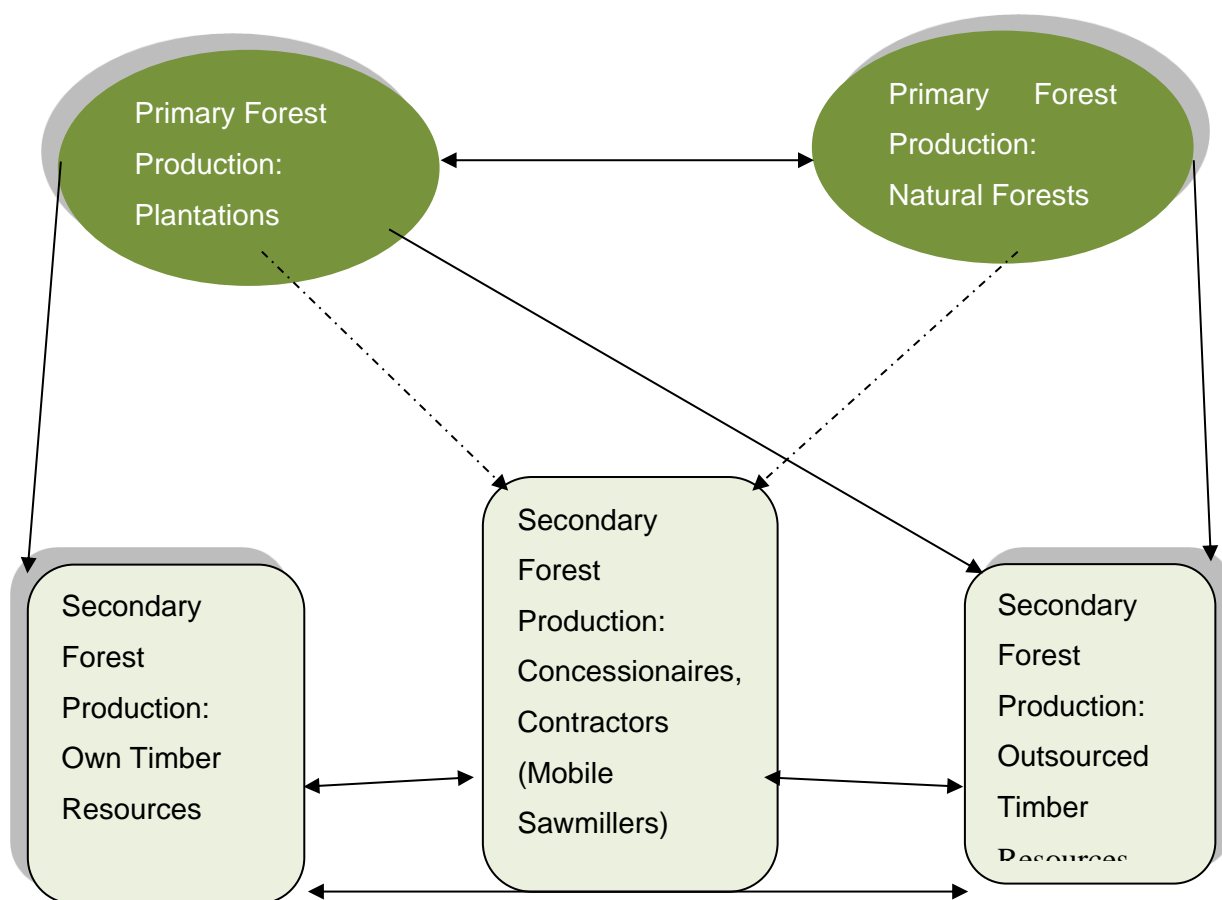 Primary Forest
Production:
Plantations
Primary Forest
Production:
Natural Forests
Secondary
Forest
Production:
Own Timber
Resources
Secondary
Forest
Production:
Concessionaires,
Contractors
(Mobile
Sawmillers)
Secondary
Forest
Production:
Outsourced
Timber
Resources